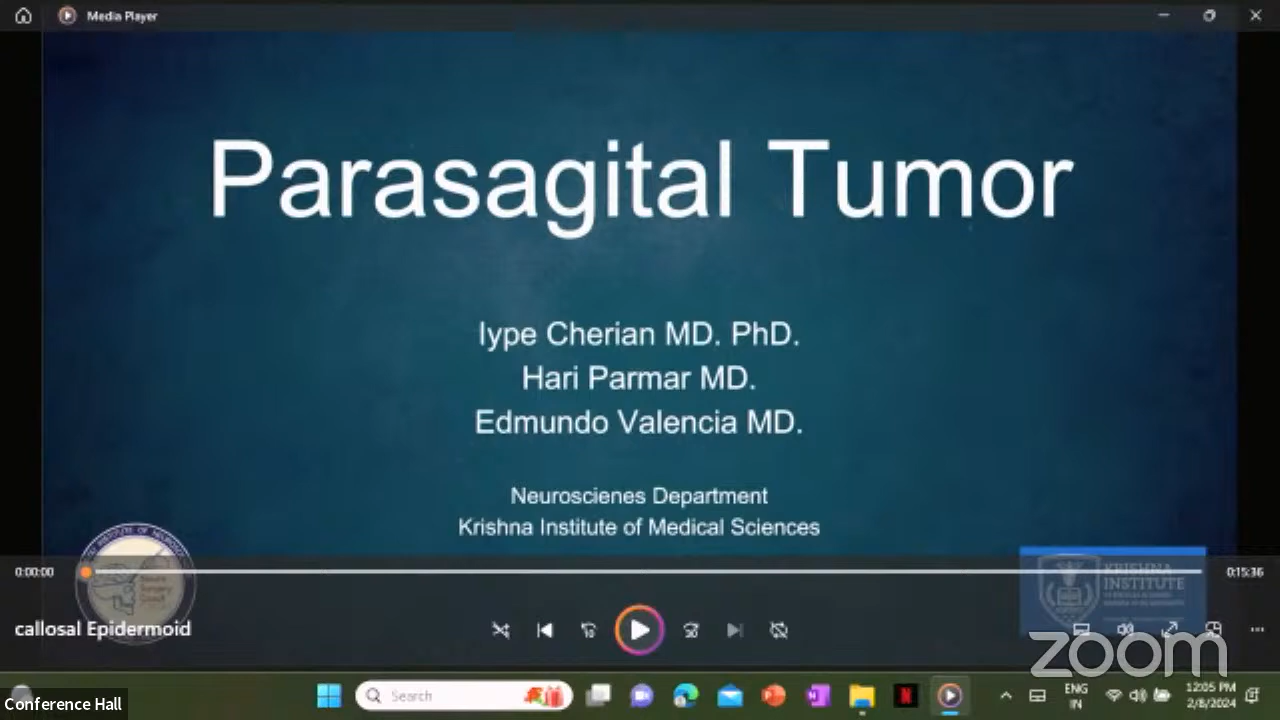 Media Player
Parasagital Tumor
Iype Cherian MD. PhD.
Hari Parmar MD.
Edmundo Valencia MD.
Neuroscienes Department
Krishna Institute of Medical Sciences
0:00:00
0:15:36
KRISHNA
INSTITUTE
callosal Epidermoid
zoom
Search
ENG
IN
12:05 PM
2/8/2024
Conference Hall